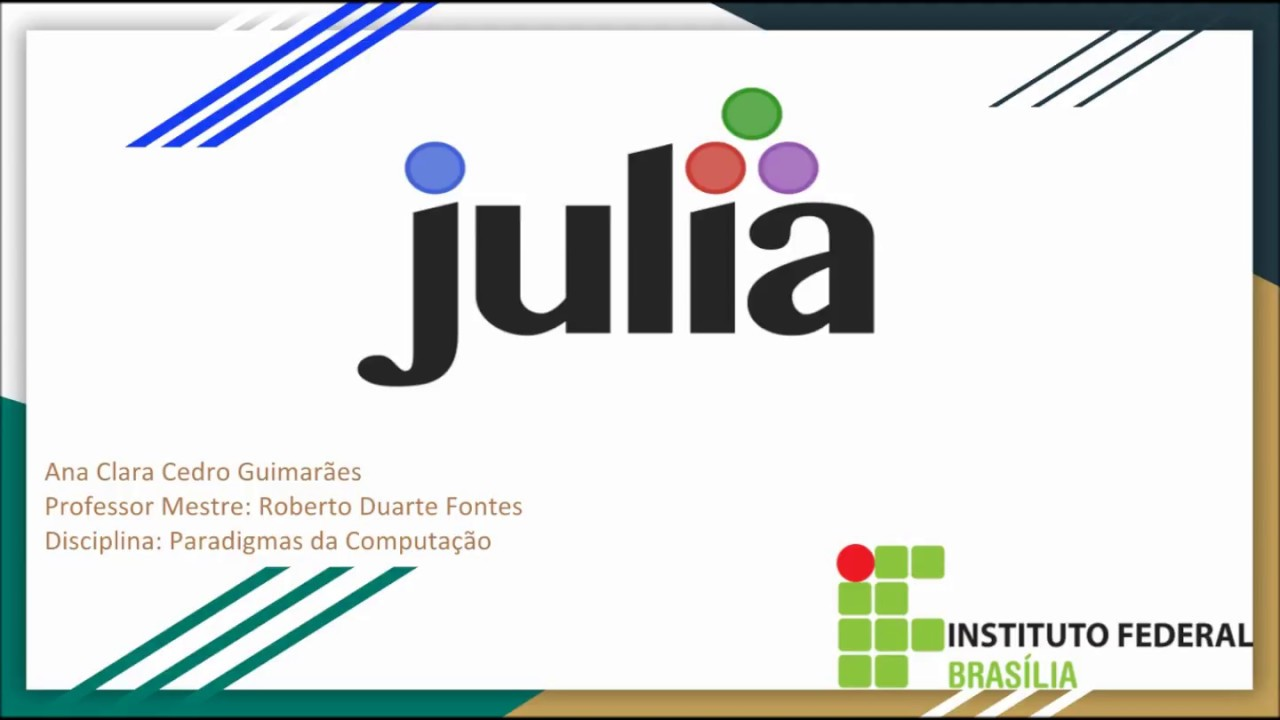 julia
Ana Clara Cedro Guimarães
Professor Mestre: Roberto Duarte Fontes
Disciplina: Paradigmas da Computação
INSTITUTO FEDERAL
BRASÍLIA